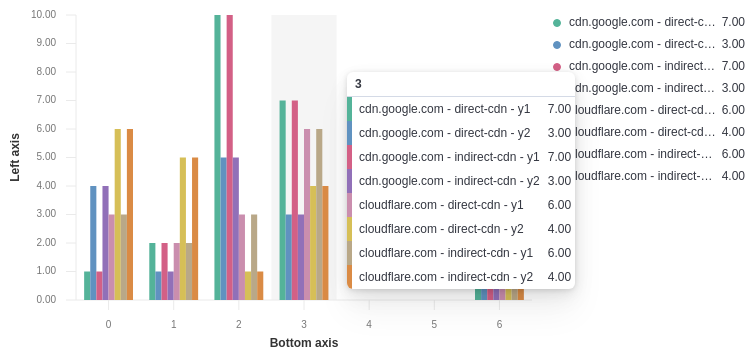 10.00
9.00
8.00
7.00
6.00
5.00
4.00
3.00
2.00
1.00
0.00
Left axis
0 1 2 3 4 5 6
Bottom axis
3
cdn.google.com - direct-cdn - y1 7.00
cdn.google.com - direct-cdn - y2 3.00
cdn.google.com - indirect-cdn - y1 7.00
cdn.google.com - indirect-cdn - y2 3.00
cloudflare.com - direct-cdn - y1 6.00
cloudflare.com - direct-cdn - y2 4.00
cloudflare.com - indirect-cdn - y1 6.00
cloudflare.com - indirect-cdn - y2 4.00
cdn.google.com - direct-c… 7.00
cdn.google.com - direct-c… 3.00
cdn.google.com - indirect… 7.00
dn.google.com - indirect… 3.00
loudflare.com - direct-cd… 6.00
loudflare.com - direct-cd… 4.00
loudflare.com - indirect-… 6.00
loudflare.com - indirect-… 4.00